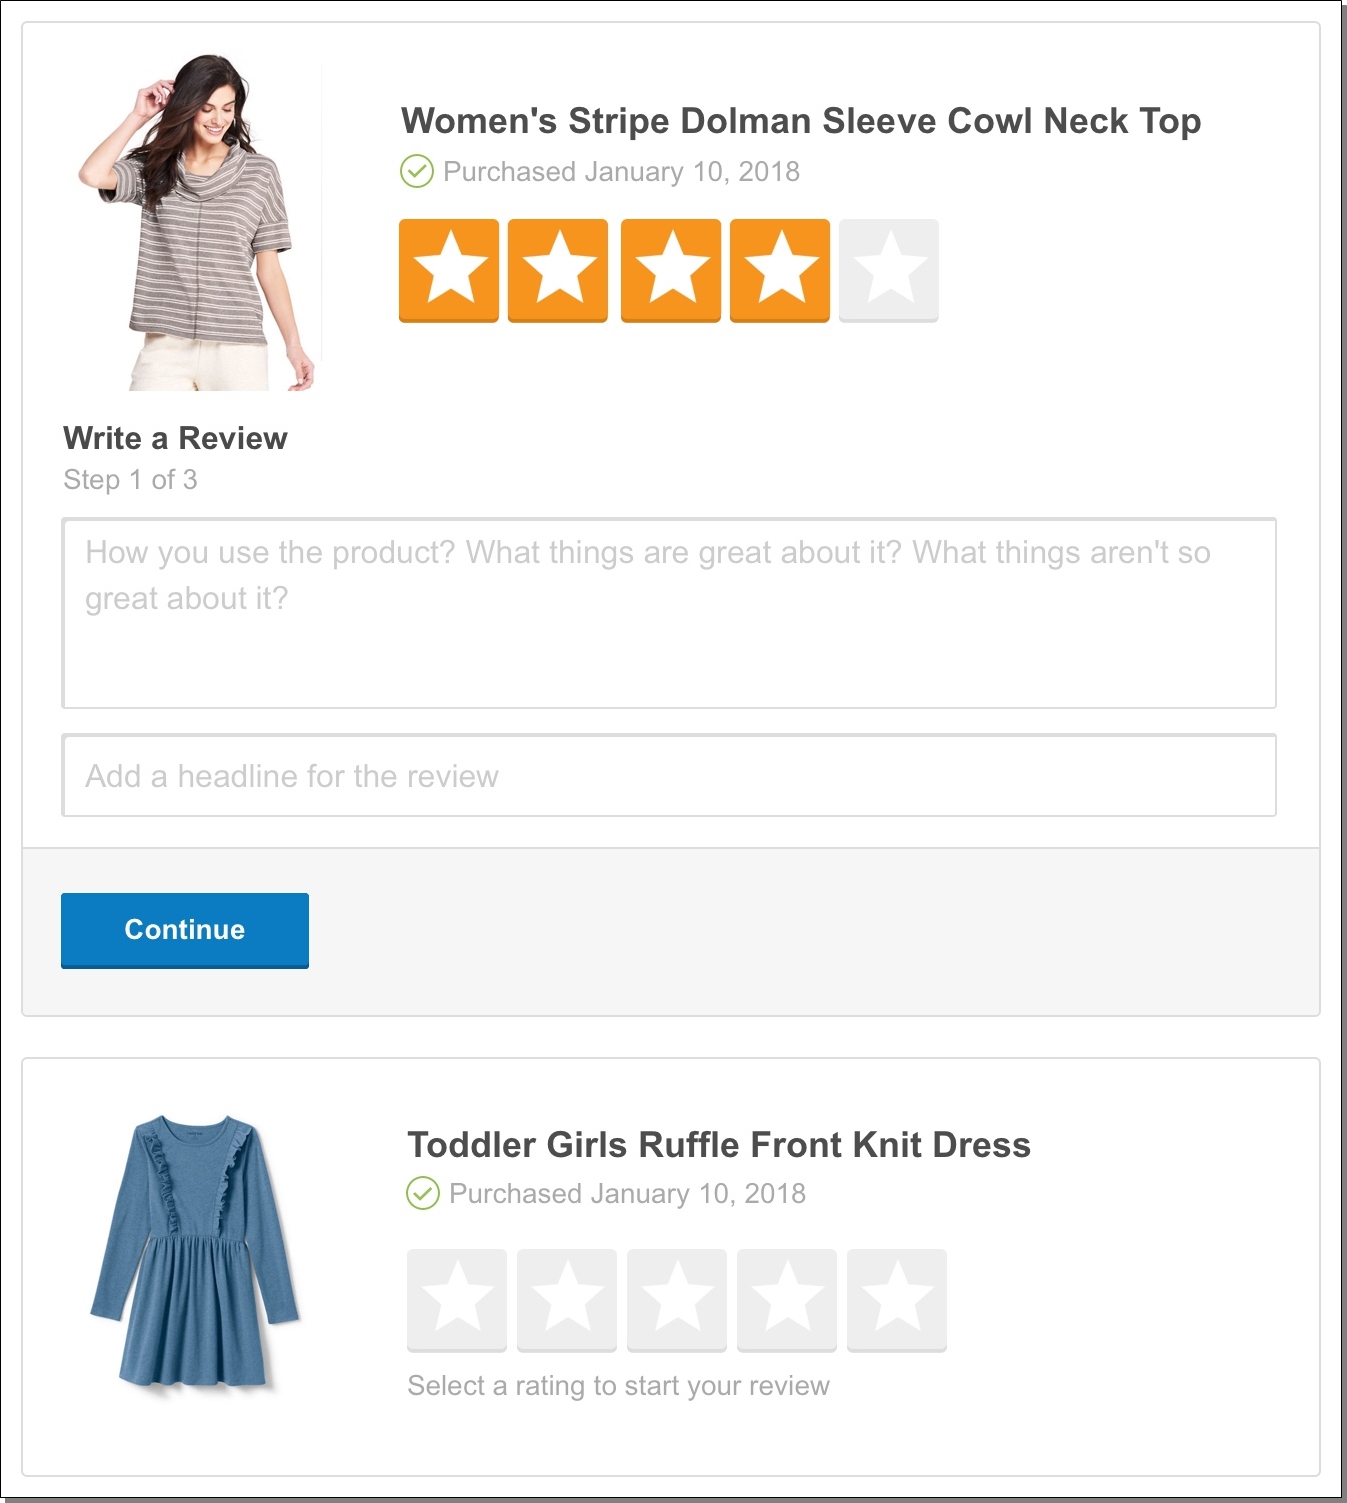 Women's Stripe Dolman Sleeve Cowl Neck Top
Purchased January 10, 2018
Write a Review
Step 1 of 3
How you use the product? What things are great about it? What things aren't so
great about it?
Add a headline for the review
Continue
Toddler Girls Ruffle Front Knit Dress
Purchased January 10, 2018
Select a rating to start your review